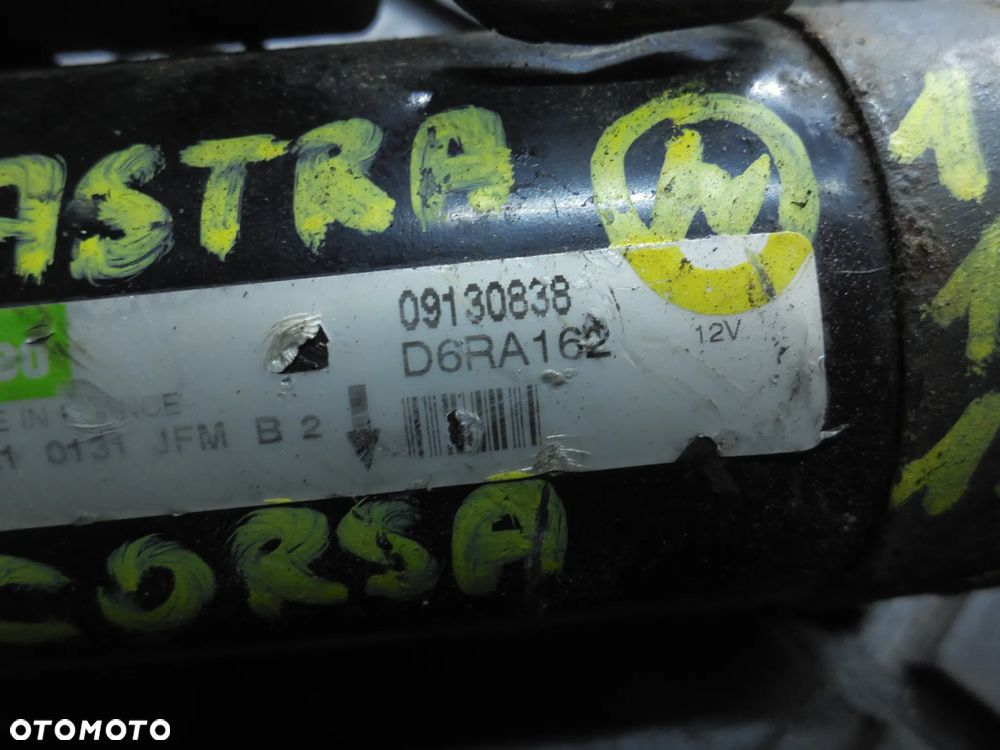 ASTRA
09130838
D6RA162
12V
0131 JFM B 2
CORSA
OTOMOTO